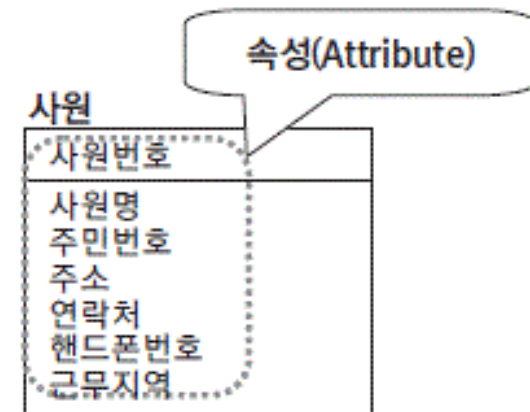 속성(Attribute)
사원
사원번호
사원명
주민번호
주소
연락처
핸드폰번호
근무지역